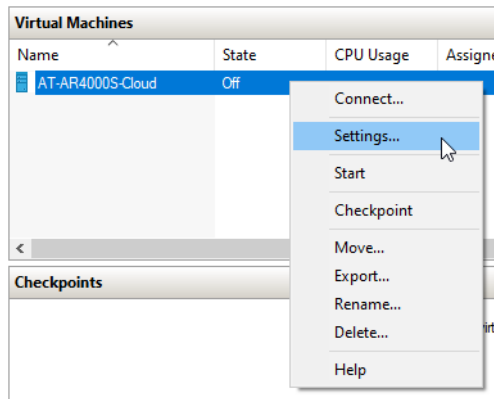 Virtual Machines
Name State CPU Usage
AT-AR4000S-Cloud Off
Connect...
Settings...
Start
Checkpoint
Move...
Checkpoints
Export...
Rename...
Delete...
Help